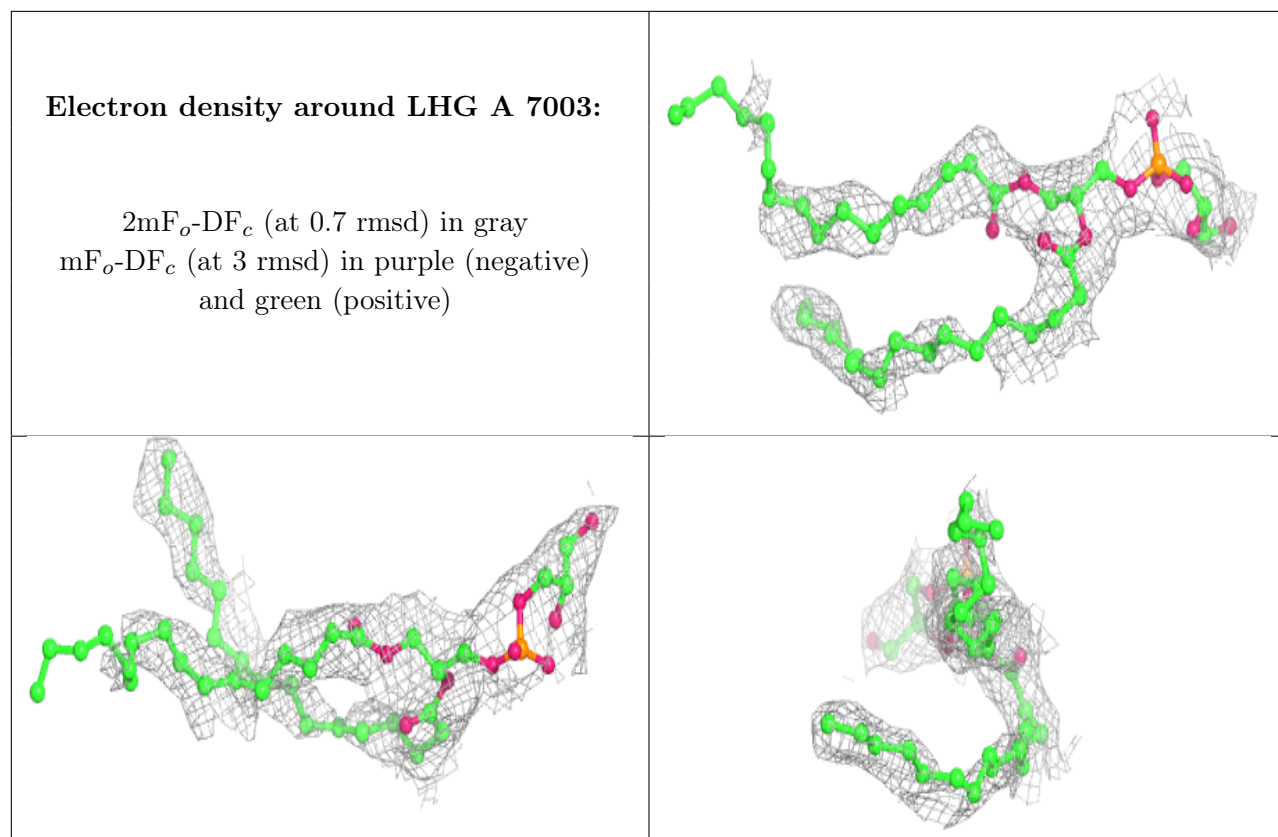 Electron density around LHG A 7003:
2mFo-DFc (at 0.7 rmsd) in gray
mFo-DFc (at 3 rmsd) in purple (negative)
and green (positive)